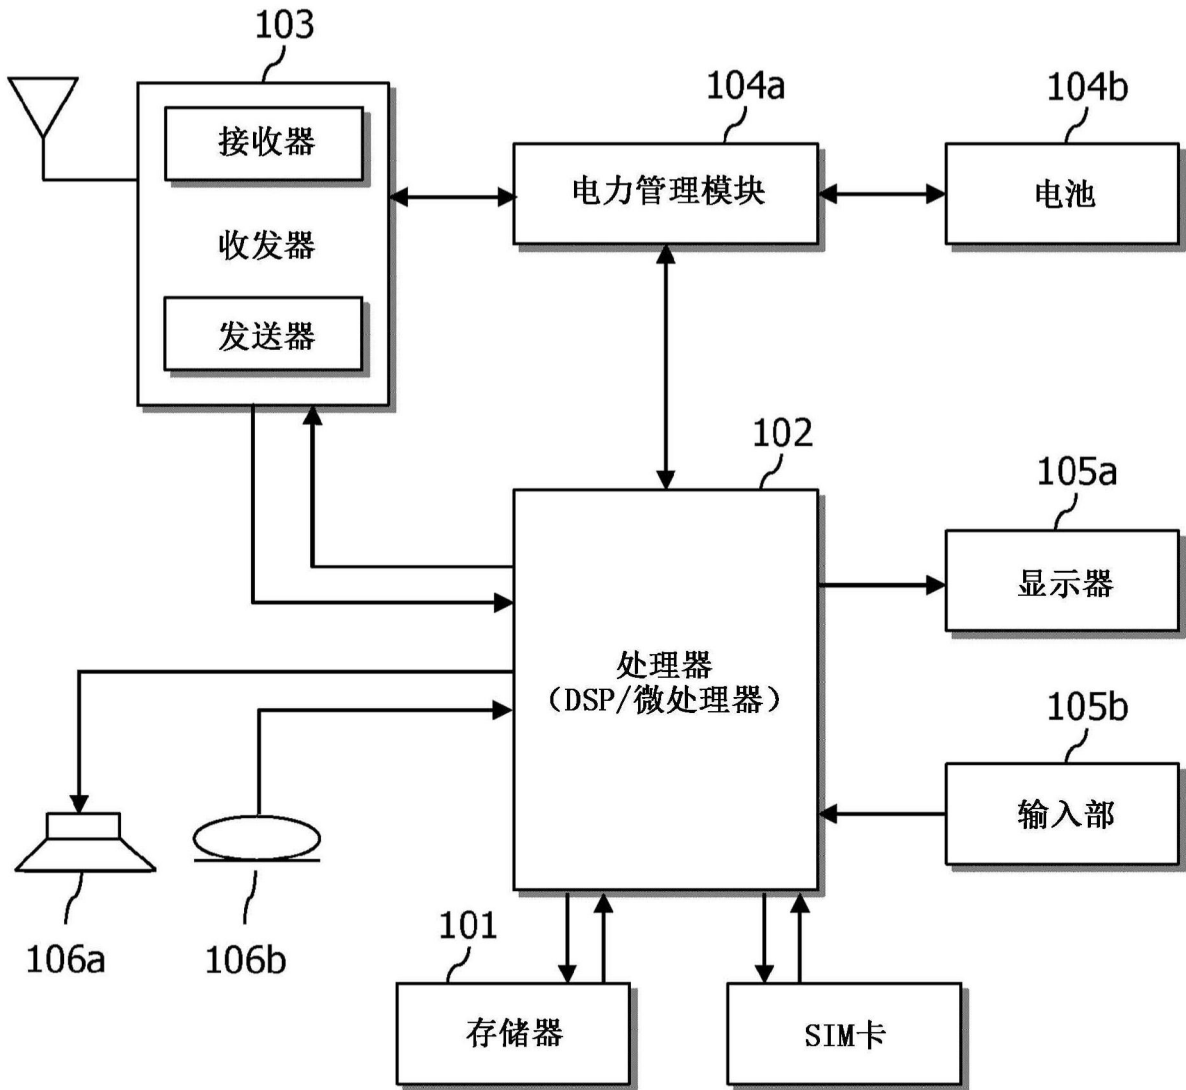 103
104a
104b
接收器
电力管理模块
电池
收发器
发送器
102
105a
显示器
处理器
（DSP/微处理器）
105b
输入部
106a
106b
101
存储器
SIM卡